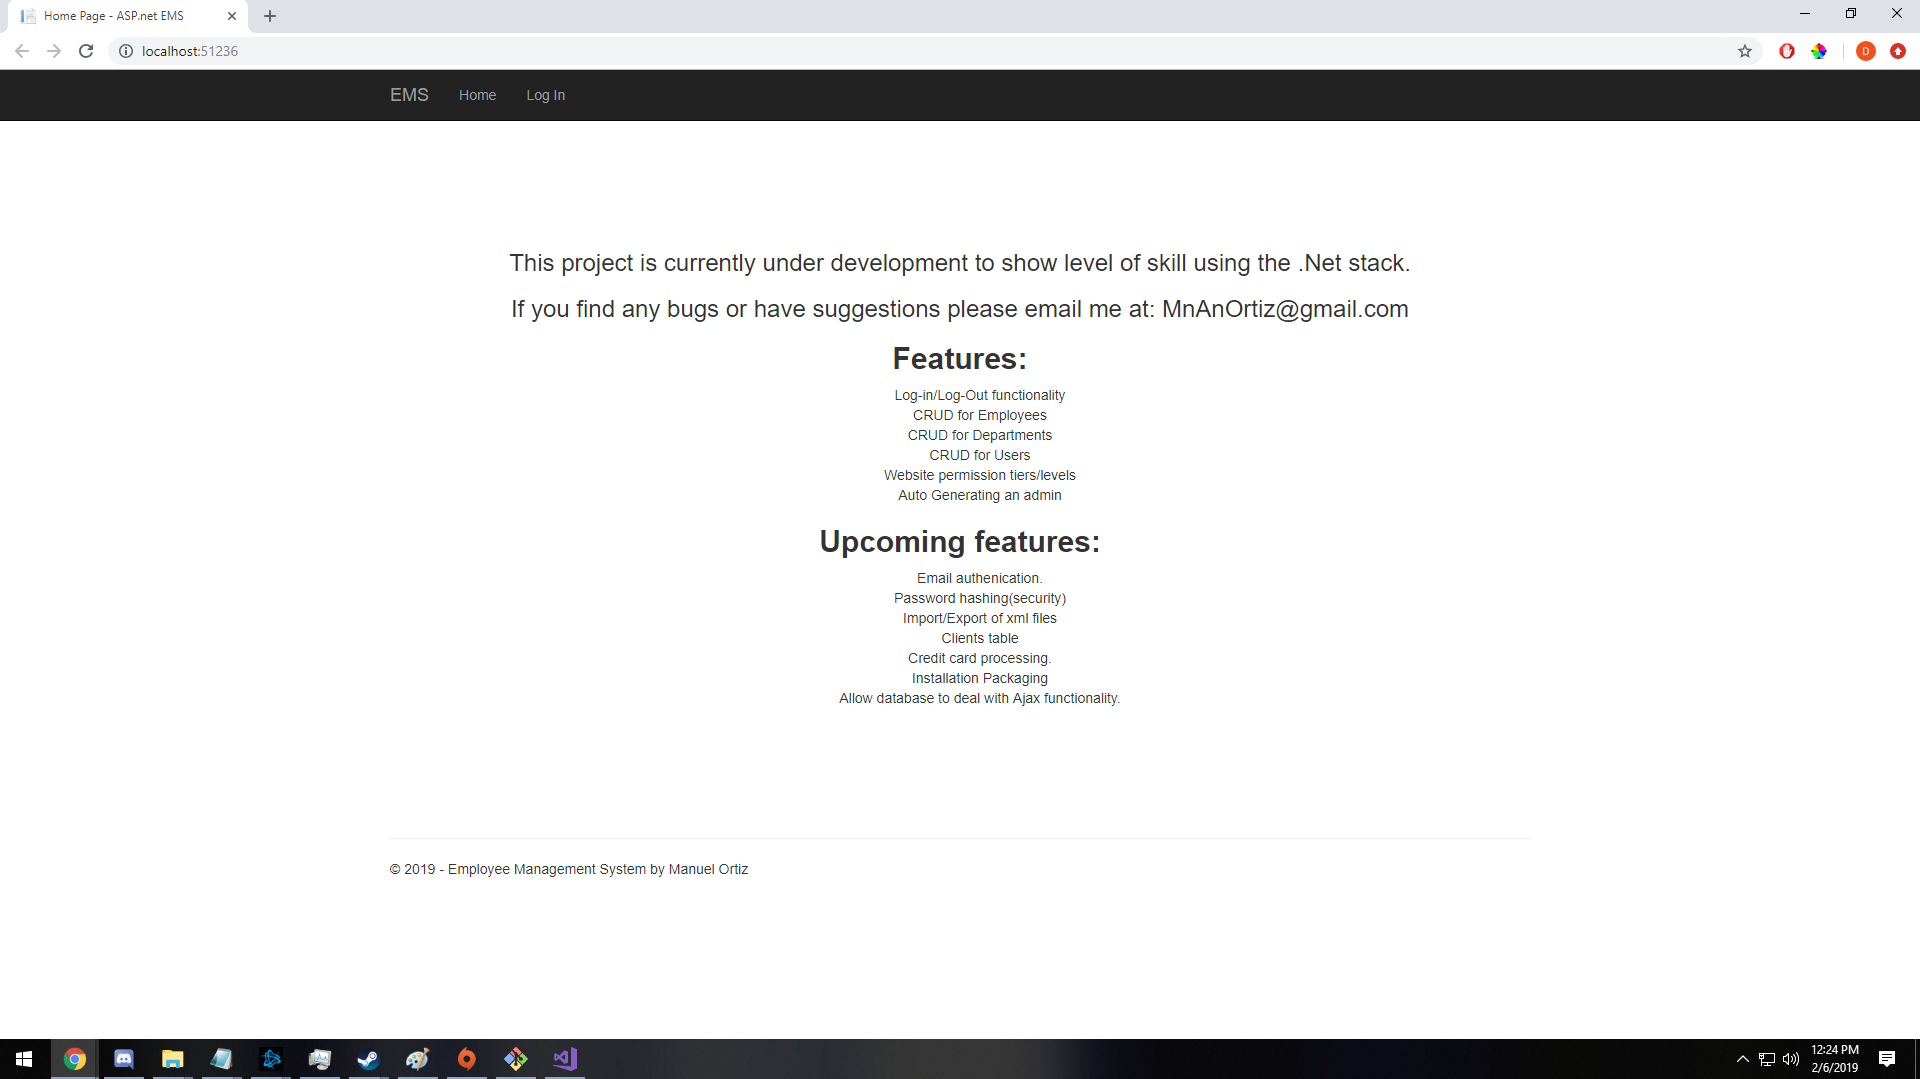 Home Page - ASP.net EMS
localhost:51236
D
EMS Home Log In
This project is currently under development to show level of skill using the .Net stack.
If you find any bugs or have suggestions please email me at: MnAnOrtiz@gmail.com
Features:
Log-in/Log-Out functionality
CRUD for Employees
CRUD for Departments
CRUD for Users
Website permission tiers/levels
Auto Generating an admin
Upcoming features:
Email authenication.
Password hashing(security)
Import/Export of xml files
Clients table
Credit card processing.
Installation Packaging
Allow database to deal with Ajax functionality.
© 2019 - Employee Management System by Manuel Ortiz
12:24 PM
2/6/2019